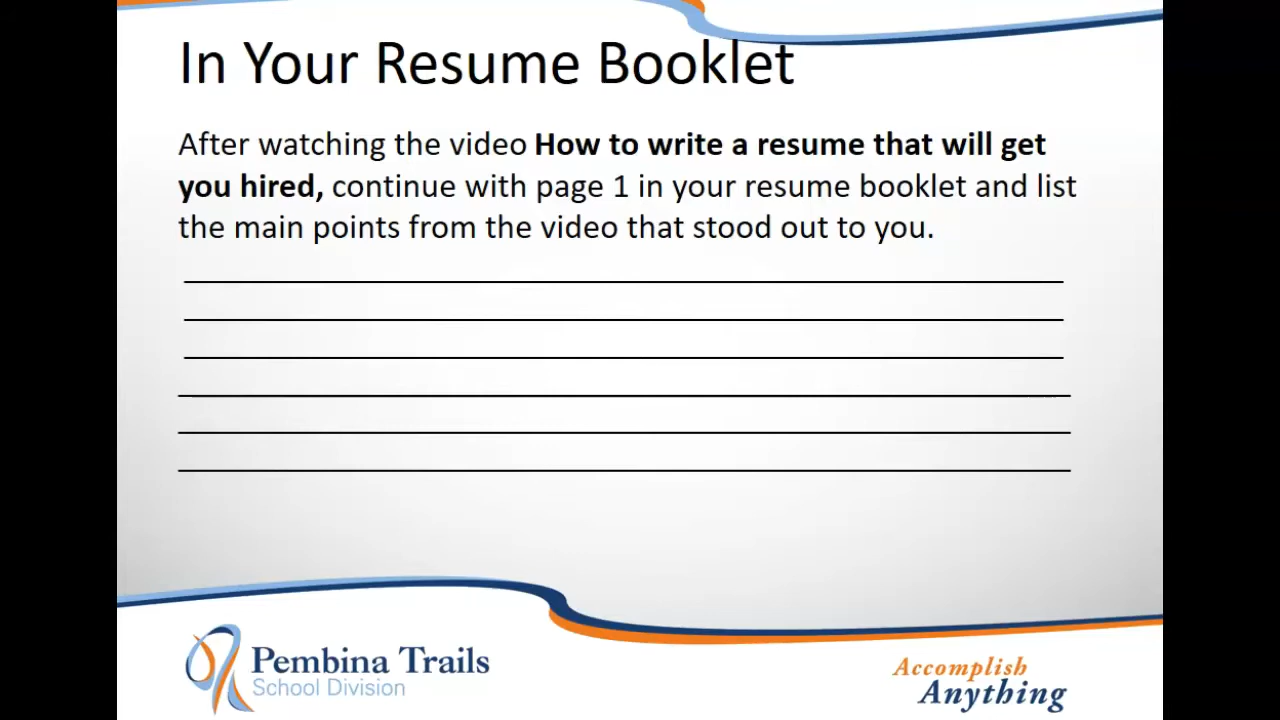 In Your Resume Booklet
After watching the video How to write a resume that will get
you hired, continue with page 1 in your resume booklet and list
the main points from the video that stood out to you.
Pembina Trails
School Division
Accomplish
Anything